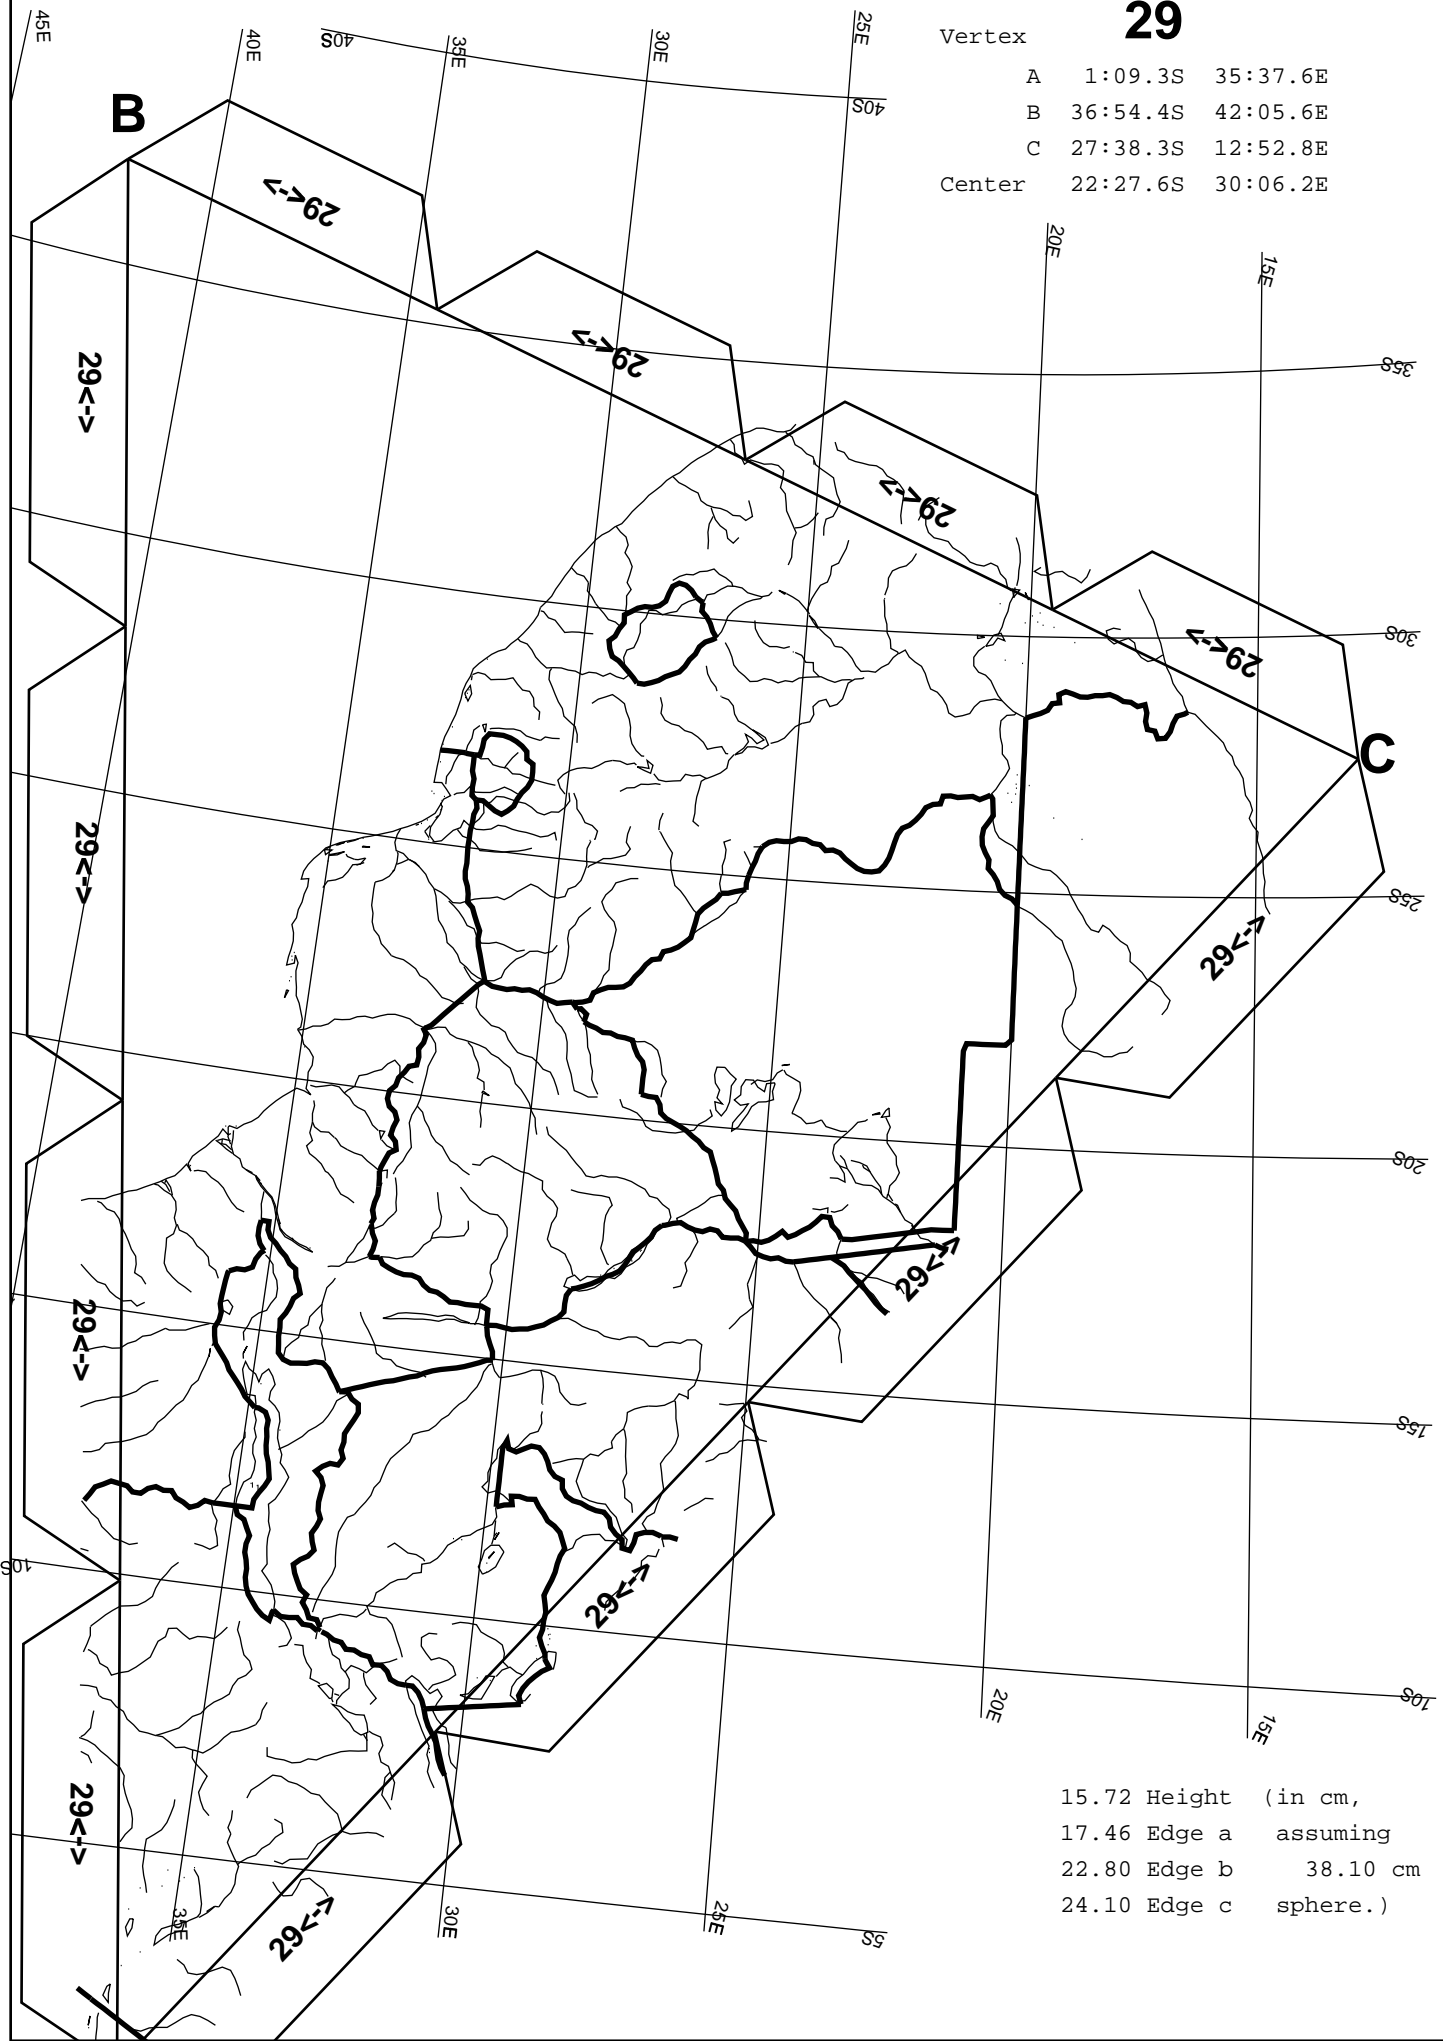 29
Vertex
A 1:09.3S 35:37.6E
B 36:54.4S 42:05.6E
C 27:38.3S 12:52.8E
Center 22:27.6S 30:06.2E
45E
40E
40S
35E
30E
25E
40S
B
29<->
20E
15E
29<->
29<->
35S
29<->
29<->
30S
C
29<->
25S
29<->
20S
29<->
29<->
15S
10S
29<->
10S
20E
15E
29<->
35E
30E
25E
5S
29<->
15.72 Height (in cm,
17.46 Edge a assuming
22.80 Edge b 38.10 cm
24.10 Edge c sphere.)